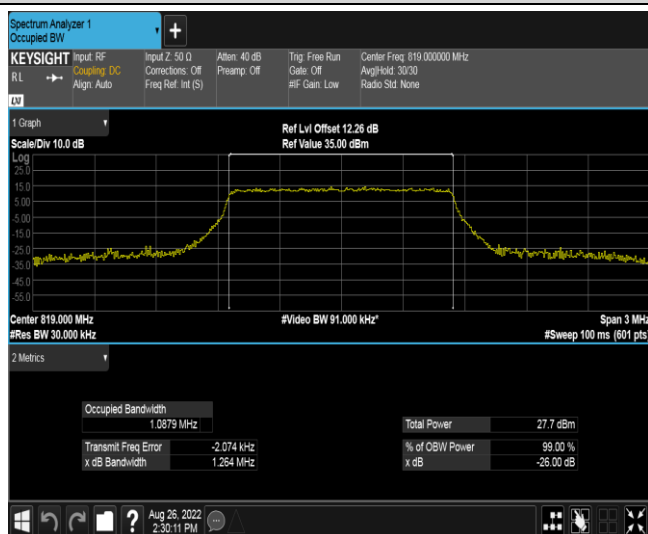 Spectrum Analyzer 1
Occupied BW
+
KEYSIGHT Input: RF Input Z: 50 Ω Atten: 40 dB Trig: Free Run Center Freq: 819.000000 MHz
RL Coupling: DC Corrections: Off Preamp: Off Gate: Off Avg|Hold: 30/30
Align: Auto Freq Ref: Int (S) #IF Gain: Low Radio Std: None
LXI
1 Graph
Ref Lvl Offset 12.26 dB
Scale/Div 10.0 dB Ref Value 35.00 dBm
Log
25.0
15.0
5.00
-5.00
-15.0
-25.0
-35.0
-45.0
-55.0
Center 819.000 MHz #Video BW 91.000 kHz* Span 3 MHz
#Res BW 30.000 kHz #Sweep 100 ms (601 pts)
2 Metrics
Occupied Bandwidth
1.0879 MHz Total Power 27.7 dBm
Transmit Freq Error -2.074 kHz % of OBW Power 99.00 %
x dB Bandwidth 1.264 MHz x dB -26.00 dB
? Aug 26, 2022
2:30:11 PM